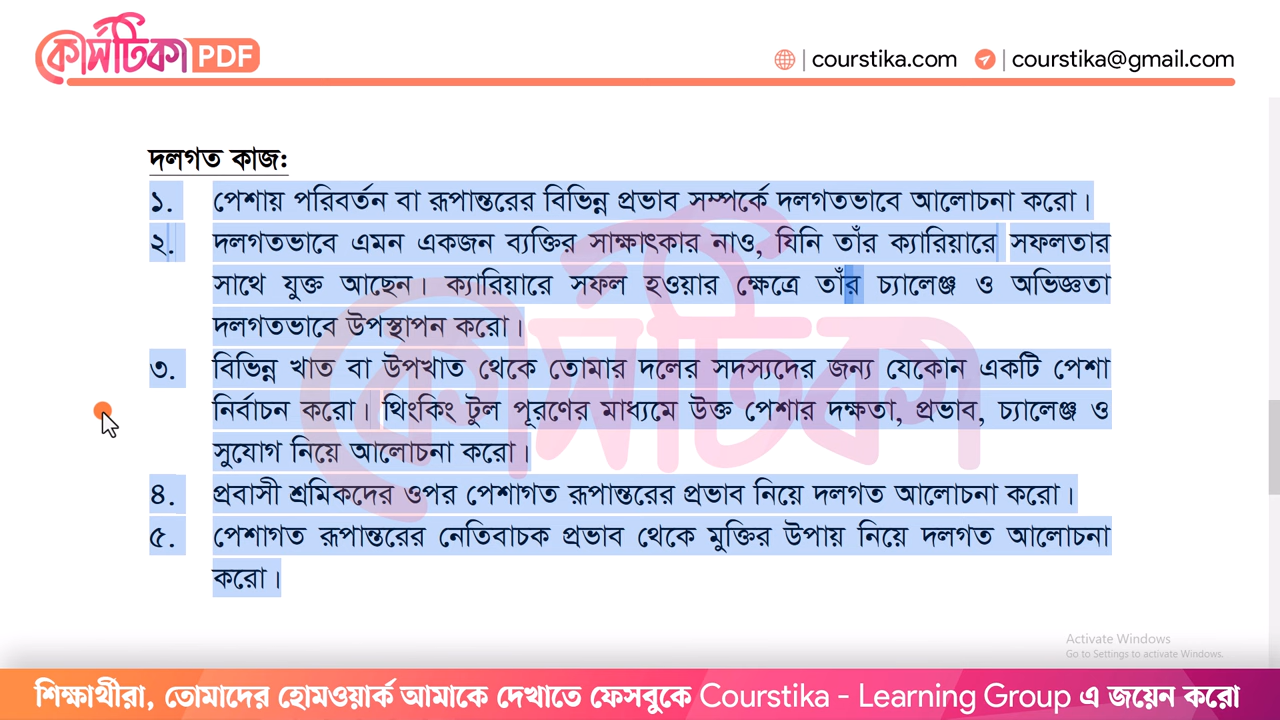 কোর্সটিকা PDF
courstika.com | courstika@gmail.com
দলগত কাজ:
১. পেশায় পরিবর্তন বা রূপান্তরের বিভিন্ন প্রভাব সম্পর্কে দলগতভাবে আলোচনা করো।
২. দলগতভাবে এমন একজন ব্যক্তির সাক্ষাৎকার নাও, যিনি তাঁর ক্যারিয়ারে সফলতার
সাথে যুক্ত আছেন। ক্যারিয়ারে সফল হওয়ার ক্ষেত্রে তাঁর চ্যালেঞ্জ ও অভিজ্ঞতা
দলগতভাবে উপস্থাপন করো।
৩. বিভিন্ন খাত বা উপখাত থেকে তোমার দলের সদস্যদের জন্য যেকোন একটি পেশা
নির্বাচন করো। থিংকিং টুল পূরণের মাধ্যমে উক্ত পেশার দক্ষতা, প্রভাব, চ্যালেঞ্জ ও
সুযোগ নিয়ে আলোচনা করো।
৪. প্রবাসী শ্রমিকদের ওপর পেশাগত রূপান্তরের প্রভাব নিয়ে দলগত আলোচনা করো।
৫. পেশাগত রূপান্তরের নেতিবাচক প্রভাব থেকে মুক্তির উপায় নিয়ে দলগত আলোচনা
করো।
কোর্সটিকা
Activate Windows
Go to Settings to activate Windows.
শিক্ষার্থীরা, তোমাদের হোমওয়ার্ক আমাকে দেখাতে ফেসবুকে Courstika - Learning Group এ জয়েন করো